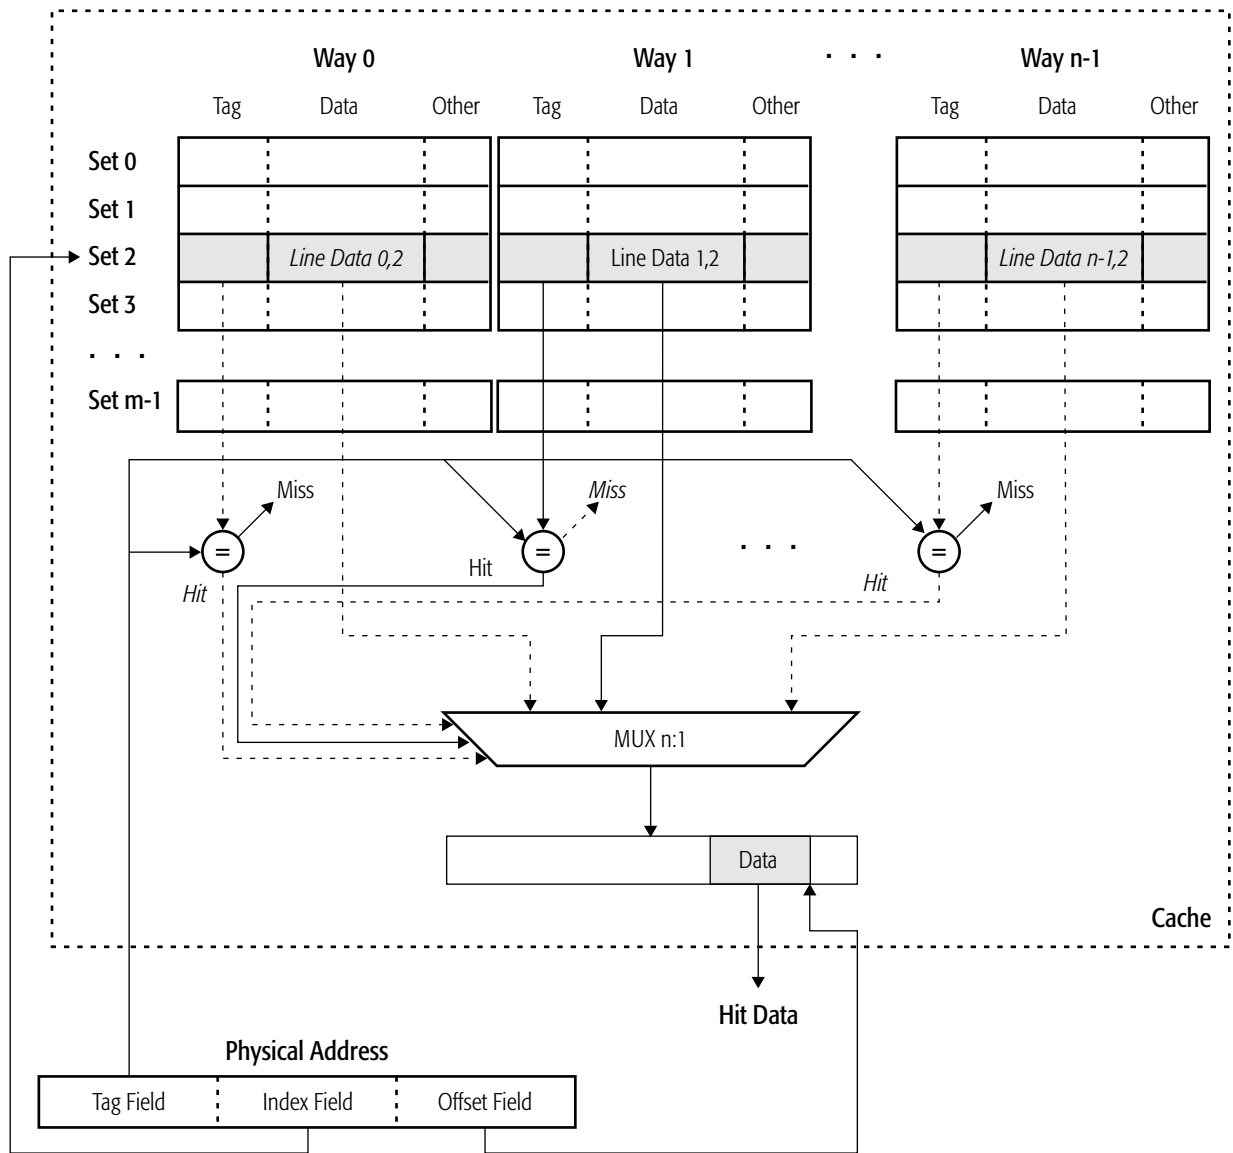 Way 0 Way 1 . . . Way n-1
Tag Data Other Tag Data Other Tag Data Other
Set 0
Set 1
Set 2 Line Data 0,2 Line Data 1,2 Line Data n-1,2
Set 3
. . .
Set m-1
Miss Miss Miss
= = . . . =
Hit Hit Hit
MUX n:1
Data
Cache
Hit Data
Physical Address
Tag Field Index Field Offset Field